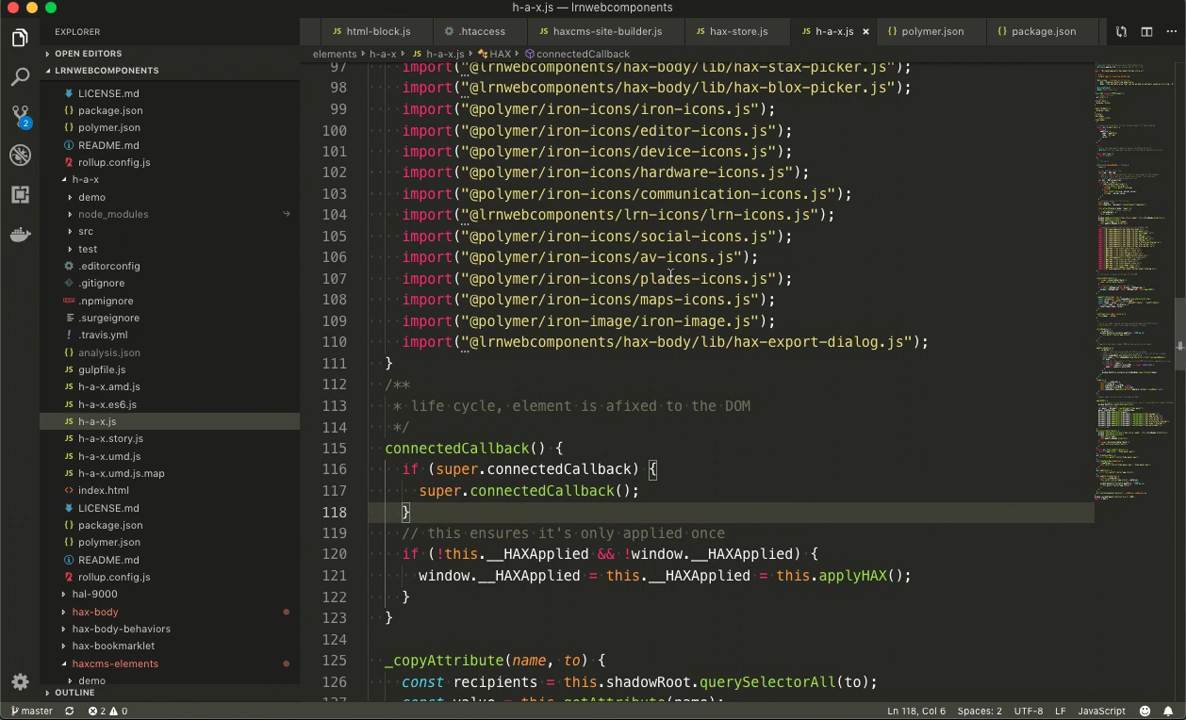 h-a-x.js — lrnwebcomponents
EXPLORER
OPEN EDITORS
LRNWEBCOMPONENTS
LICENSE.md
package.json
polymer.json
README.md
rollup.config.js
h-a-x
demo
node_modules
src
test
.editorconfig
.gitignore
.npmignore
.surgeignore
.travis.yml
analysis.json
gulpfile.js
h-a-x.amd.js
h-a-x.es6.js
h-a-x.js
h-a-x.story.js
h-a-x.umd.js
h-a-x.umd.js.map
index.html
LICENSE.md
package.json
polymer.json
README.md
rollup.config.js
hal-9000
hax-body
hax-body-behaviors
hax-bookmarklet
haxcms-elements
demo
OUTLINE
2
JS html-block.js
.htaccess
JS haxcms-site-builder.js
JS hax-store.js
JS h-a-x.js ×
polymer.json
package.json
elements › h-a-x › JS h-a-x.js › HAX › connectedCallback
97 import("@lrnwebcomponents/hax-body/lib/hax-stax-picker.js");
98 import("@lrnwebcomponents/hax-body/lib/hax-blox-picker.js");
99 import("@polymer/iron-icons/iron-icons.js");
100 import("@polymer/iron-icons/editor-icons.js");
101 import("@polymer/iron-icons/device-icons.js");
102 import("@polymer/iron-icons/hardware-icons.js");
103 import("@polymer/iron-icons/communication-icons.js");
104 import("@lrnwebcomponents/lrn-icons/lrn-icons.js");
105 import("@polymer/iron-icons/social-icons.js");
106 import("@polymer/iron-icons/av-icons.js");
107 import("@polymer/iron-icons/places-icons.js");
108 import("@polymer/iron-icons/maps-icons.js");
109 import("@polymer/iron-image/iron-image.js");
110 import("@lrnwebcomponents/hax-body/lib/hax-export-dialog.js");
111 }
112 /**
113 * life cycle, element is afixed to the DOM
114 */
115 connectedCallback() {
116 if (super.connectedCallback) {
117 super.connectedCallback();
118 }
119 // this ensures it's only applied once
120 if (!this.__HAXApplied && !window.__HAXApplied) {
121 window.__HAXApplied = this.__HAXApplied = this.applyHAX();
122 }
123 }
124
125 _copyAttribute(name, to) {
126 const recipients = this.shadowRoot.querySelectorAll(to);
127 const value = this.getAttribute(name);
master
2
0
Ln 118, Col 6
Spaces: 2
UTF-8
LF
JavaScript